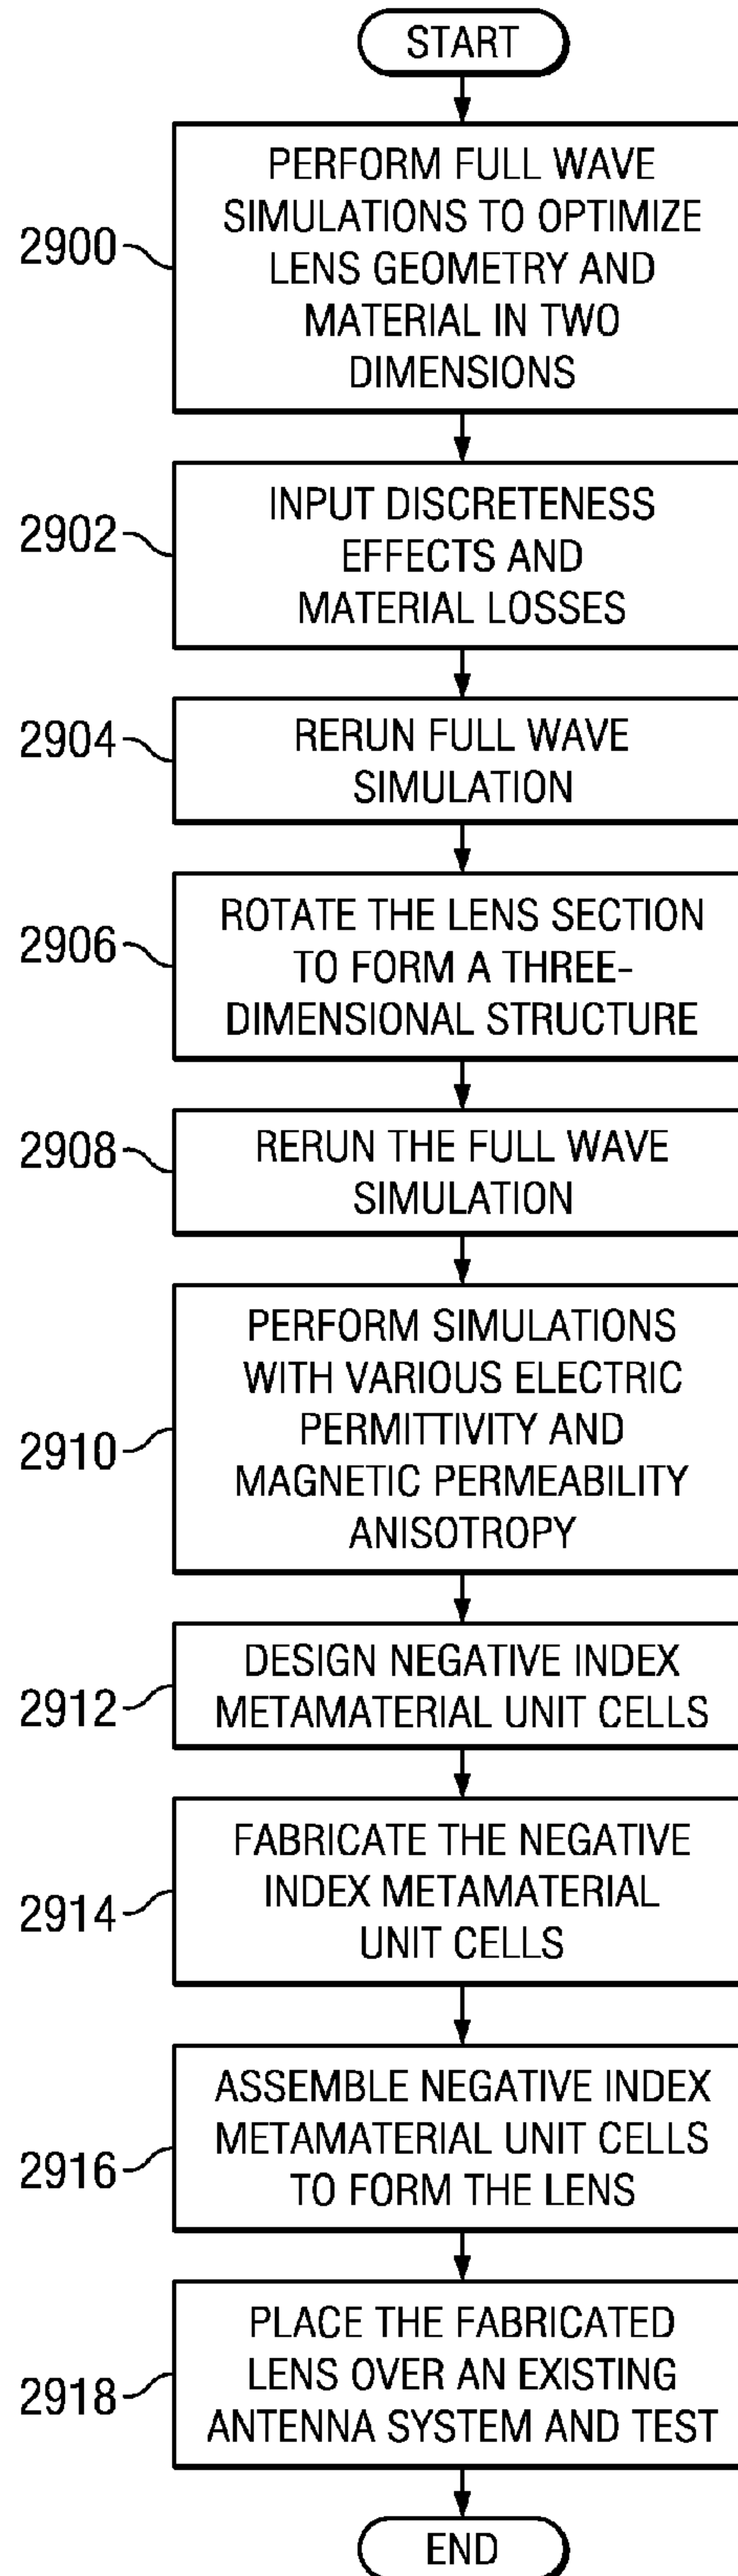 START
2900
PERFORM FULL WAVE
SIMULATIONS TO OPTIMIZE
LENS GEOMETRY AND
MATERIAL IN TWO
DIMENSIONS
2902
INPUT DISCRETENESS
EFFECTS AND
MATERIAL LOSSES
2904
RERUN FULL WAVE
SIMULATION
2906
ROTATE THE LENS SECTION
TO FORM A THREE-
DIMENSIONAL STRUCTURE
2908
RERUN THE FULL WAVE
SIMULATION
2910
PERFORM SIMULATIONS
WITH VARIOUS ELECTRIC
PERMITTIVITY AND
MAGNETIC PERMEABILITY
ANISOTROPY
2912
DESIGN NEGATIVE INDEX
METAMATERIAL UNIT CELLS
2914
FABRICATE THE NEGATIVE
INDEX METAMATERIAL
UNIT CELLS
2916
ASSEMBLE NEGATIVE INDEX
METAMATERIAL UNIT CELLS
TO FORM THE LENS
2918
PLACE THE FABRICATED
LENS OVER AN EXISTING
ANTENNA SYSTEM AND TEST
END